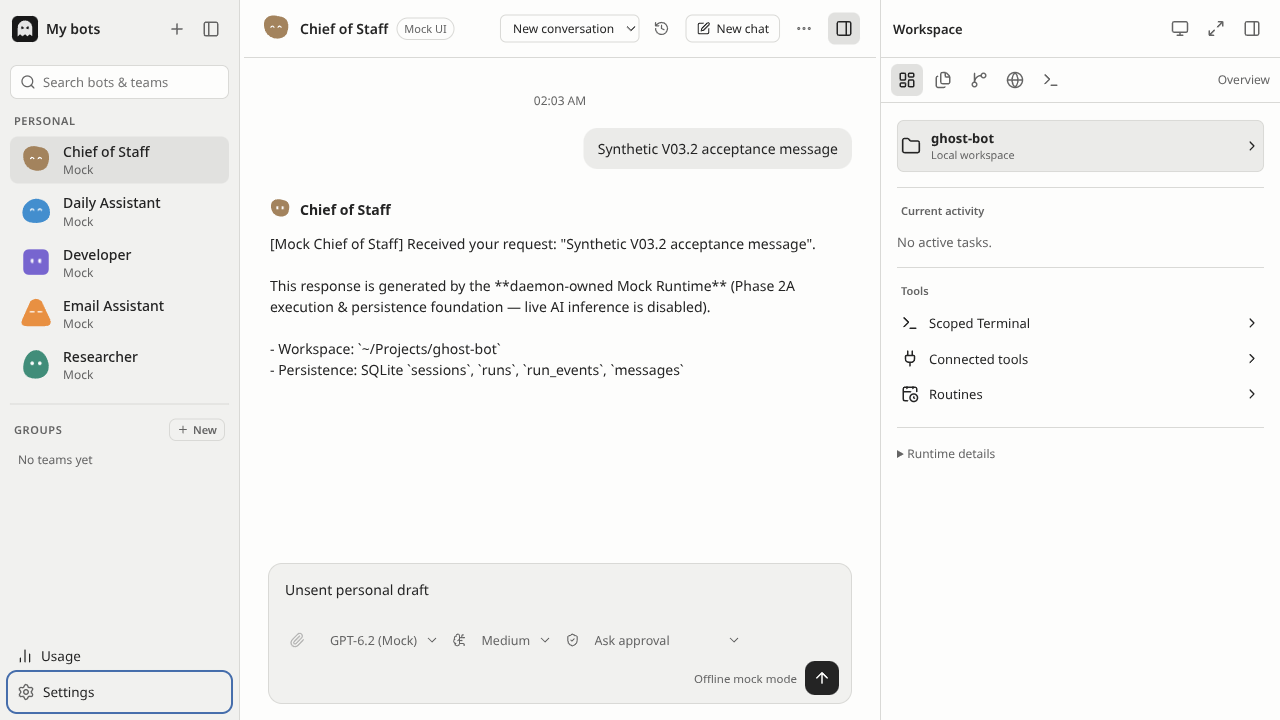 My bots
Search bots & teams
PERSONAL
Chief of Staff
Mock
Daily Assistant
Mock
Developer
Mock
Email Assistant
Mock
Researcher
Mock
GROUPS
New
No teams yet
Usage
Settings
Chief of Staff
Mock UI
New conversation
New chat
02:03 AM
Synthetic V03.2 acceptance message
Chief of Staff
[Mock Chief of Staff] Received your request: "Synthetic V03.2 acceptance message".
This response is generated by the **daemon-owned Mock Runtime** (Phase 2A
execution & persistence foundation — live AI inference is disabled).
- Workspace: `~/Projects/ghost-bot`
- Persistence: SQLite `sessions`, `runs`, `run_events`, `messages`
Unsent personal draft
GPT-6.2 (Mock)
Medium
Ask approval
Offline mock mode
Workspace
Overview
ghost-bot
Local workspace
Current activity
No active tasks.
Tools
Scoped Terminal
Connected tools
Routines
Runtime details